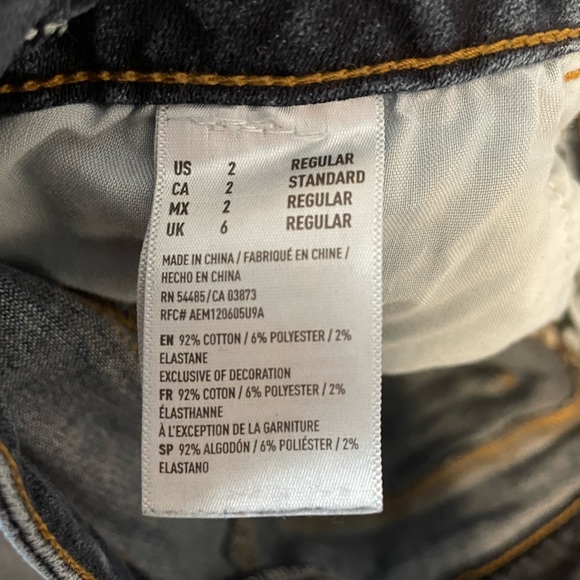 US 2 REGULAR
CA 2 STANDARD
MX 2 REGULAR
UK 6 REGULAR
MADE IN CHINA / FABRIQUÉ EN CHINE /
HECHO EN CHINA
RN 54485/CA 03873
RFC# AEM120605U9A
EN 92% COTTON / 6% POLYESTER / 2%
ELASTANE
EXCLUSIVE OF DECORATION
FR 92% COTON / 6% POLYESTER / 2%
ÉLASTHANNE
À L'EXCEPTION DE LA GARNITURE
SP 92% ALGODÓN / 6% POLIÉSTER / 2%
ELASTANO